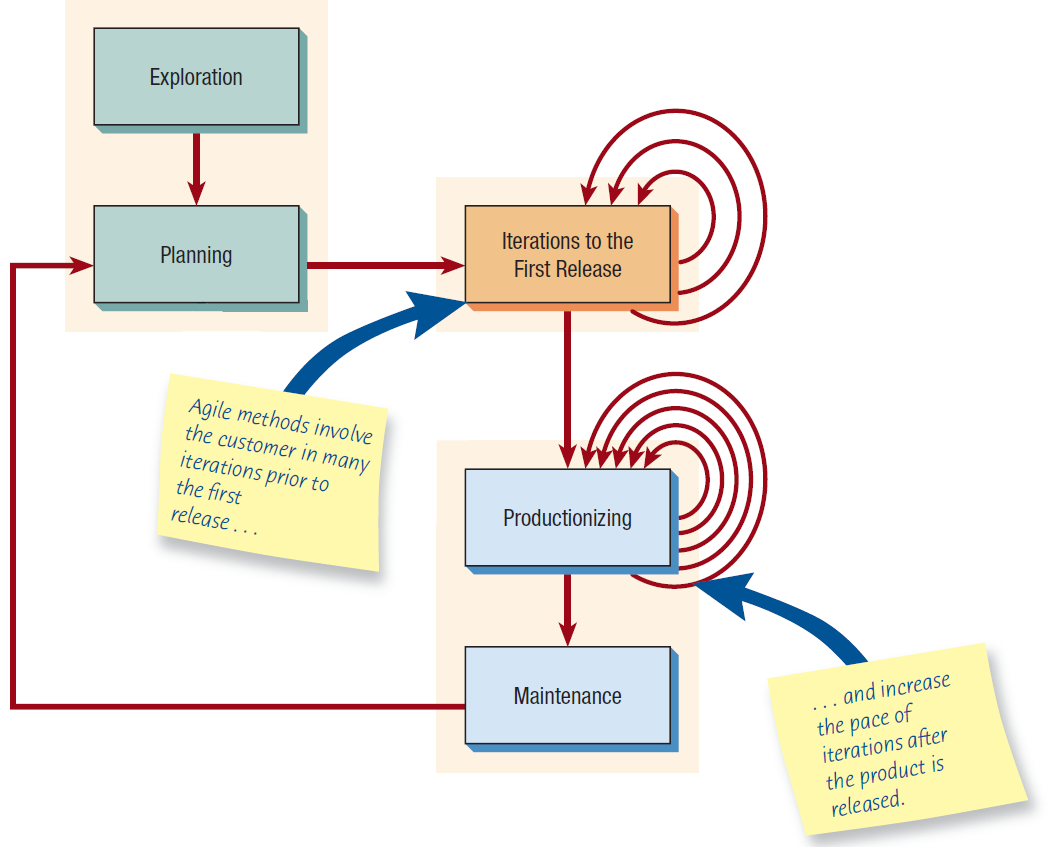 Exploration
Planning
Iterations to the
First Release
Agile methods involve
the customer in many
iterations prior to
the first
release . . .
Productionizing
Maintenance
. . . and increase
the pace of
iterations after
the product is
released.